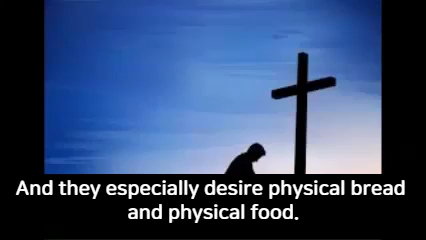 And they especially desire physical bread
and physical food.